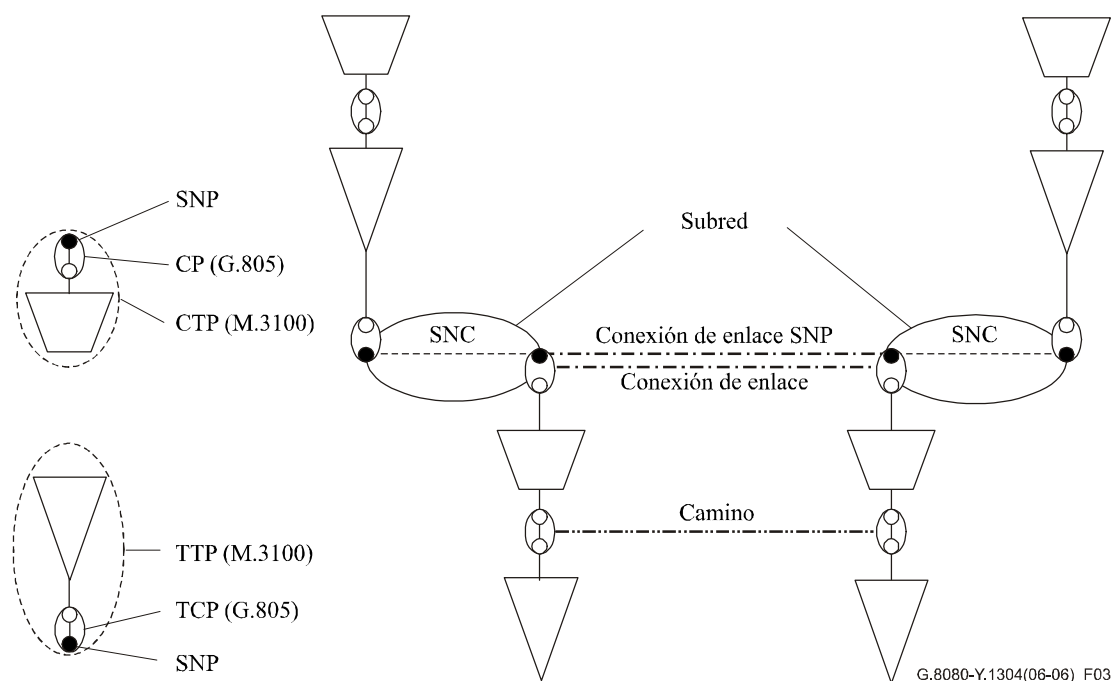 SNP
CP (G.805)
CTP (M.3100)
TTP (M.3100)
TCP (G.805)
SNP
Subred
SNC
Conexión de enlace SNP
SNC
Conexión de enlace
Camino
G.8080-Y.1304(06-06)_F03